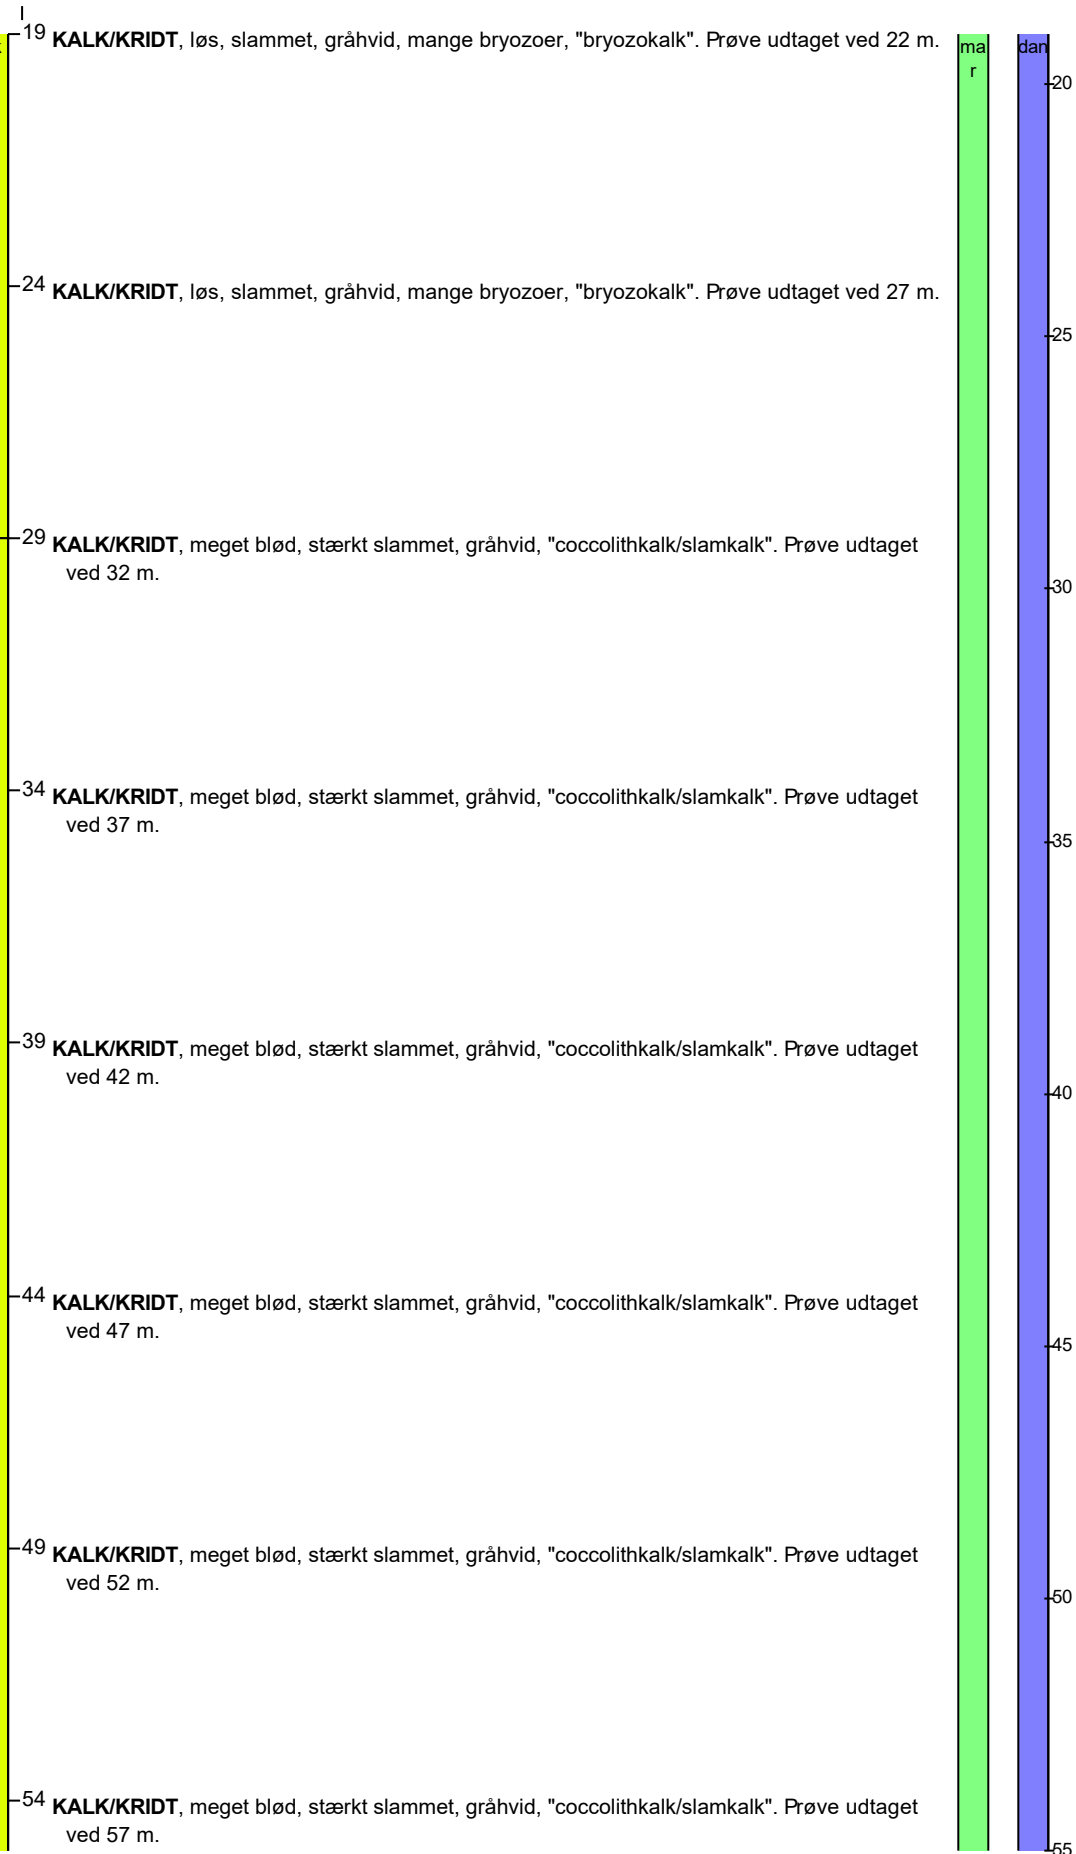 19 KALK/KRIDT, løs, slammet, gråhvid, mange bryozoer, "bryozokalk". Prøve udtaget ved 22 m.
ma
r
dan
20
24 KALK/KRIDT, løs, slammet, gråhvid, mange bryozoer, "bryozokalk". Prøve udtaget ved 27 m.
25
29 KALK/KRIDT, meget blød, stærkt slammet, gråhvid, "coccolithkalk/slamkalk". Prøve udtaget
ved 32 m.
30
34 KALK/KRIDT, meget blød, stærkt slammet, gråhvid, "coccolithkalk/slamkalk". Prøve udtaget
ved 37 m.
35
39 KALK/KRIDT, meget blød, stærkt slammet, gråhvid, "coccolithkalk/slamkalk". Prøve udtaget
ved 42 m.
40
44 KALK/KRIDT, meget blød, stærkt slammet, gråhvid, "coccolithkalk/slamkalk". Prøve udtaget
ved 47 m.
45
49 KALK/KRIDT, meget blød, stærkt slammet, gråhvid, "coccolithkalk/slamkalk". Prøve udtaget
ved 52 m.
50
54 KALK/KRIDT, meget blød, stærkt slammet, gråhvid, "coccolithkalk/slamkalk". Prøve udtaget
ved 57 m.
55